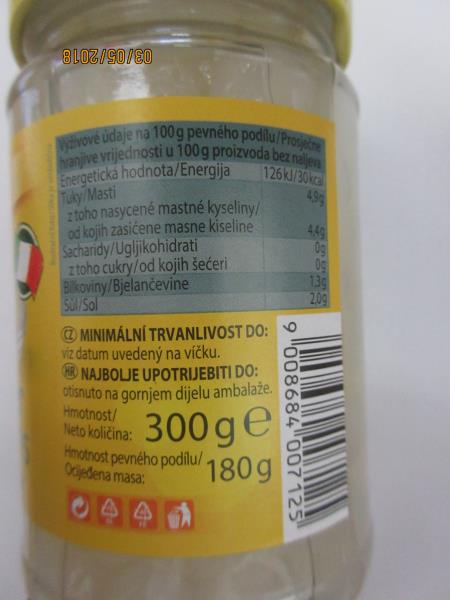 03/05/2018
Výživové údaje na 100g pevného podílu/Prosječne
hranjive vrijednosti u 100g proizvoda bez naljeva
Energetická hodnota/Energija 126kJ/30kcal
Tuky/Masti 4,9g
z toho nasycené mastné kyseliny/
od kojih zasićene masne kiseline 4,4g
Sacharidy/Ugljikohidrati 0g
z toho cukry/od kojih šećeri 0g
Bílkoviny/Bjelančevine 1,3g
Sůl/Sol 2,0g
CZ MINIMÁLNÍ TRVANLIVOST DO:
viz datum uvedený na víčku.
HR NAJBOLJE UPOTRIJEBITI DO:
otisnuto na gornjem dijelu ambalaže.
Hmotnost/
Neto količina: 300g e
Hmotnost pevného podílu/
Ocijeđena masa: 180g
9 008684 007125